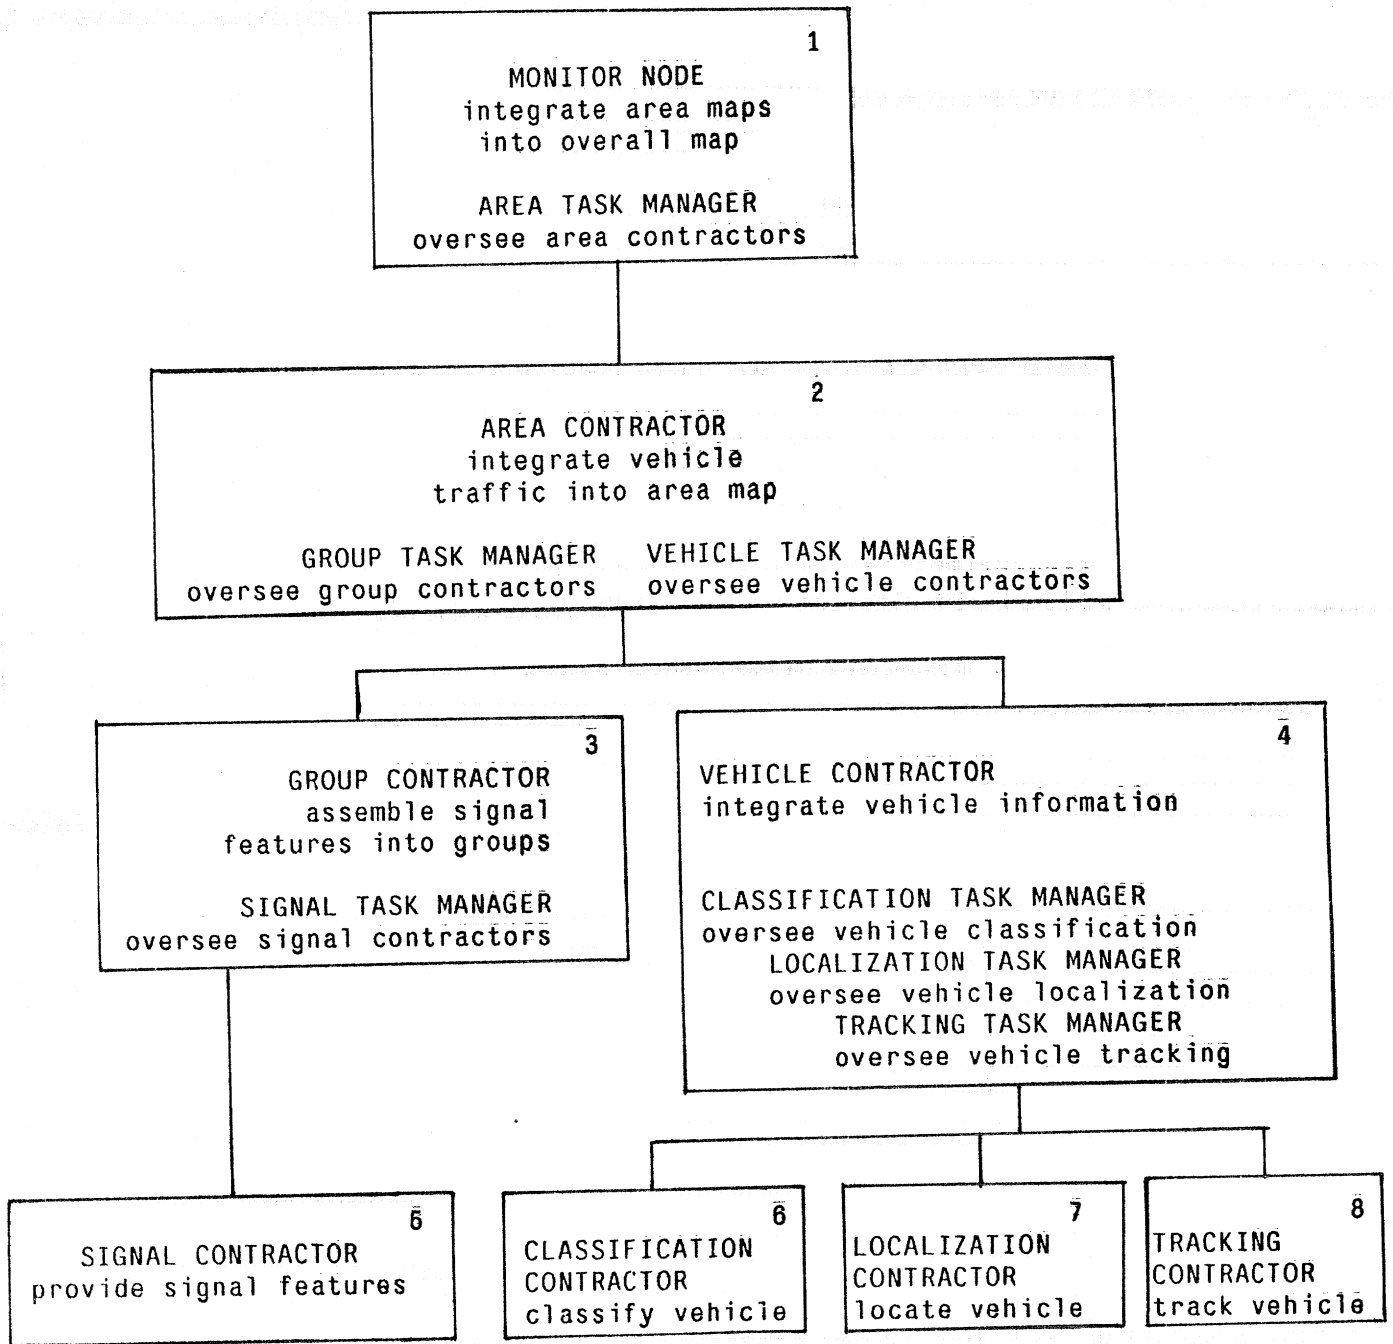 1
MONITOR NODE
integrate area maps
into overall map
AREA TASK MANAGER
oversee area contractors
2
AREA CONTRACTOR
integrate vehicle
traffic into area map
GROUP TASK MANAGER
oversee group contractors
VEHICLE TASK MANAGER
oversee vehicle contractors
3
GROUP CONTRACTOR
assemble signal
features into groups
SIGNAL TASK MANAGER
oversee signal contractors
4
VEHICLE CONTRACTOR
integrate vehicle information
CLASSIFICATION TASK MANAGER
oversee vehicle classification
LOCALIZATION TASK MANAGER
oversee vehicle localization
TRACKING TASK MANAGER
oversee vehicle tracking
5
SIGNAL CONTRACTOR
provide signal features
6
CLASSIFICATION
CONTRACTOR
classify vehicle
7
LOCALIZATION
CONTRACTOR
locate vehicle
8
TRACKING
CONTRACTOR
track vehicle